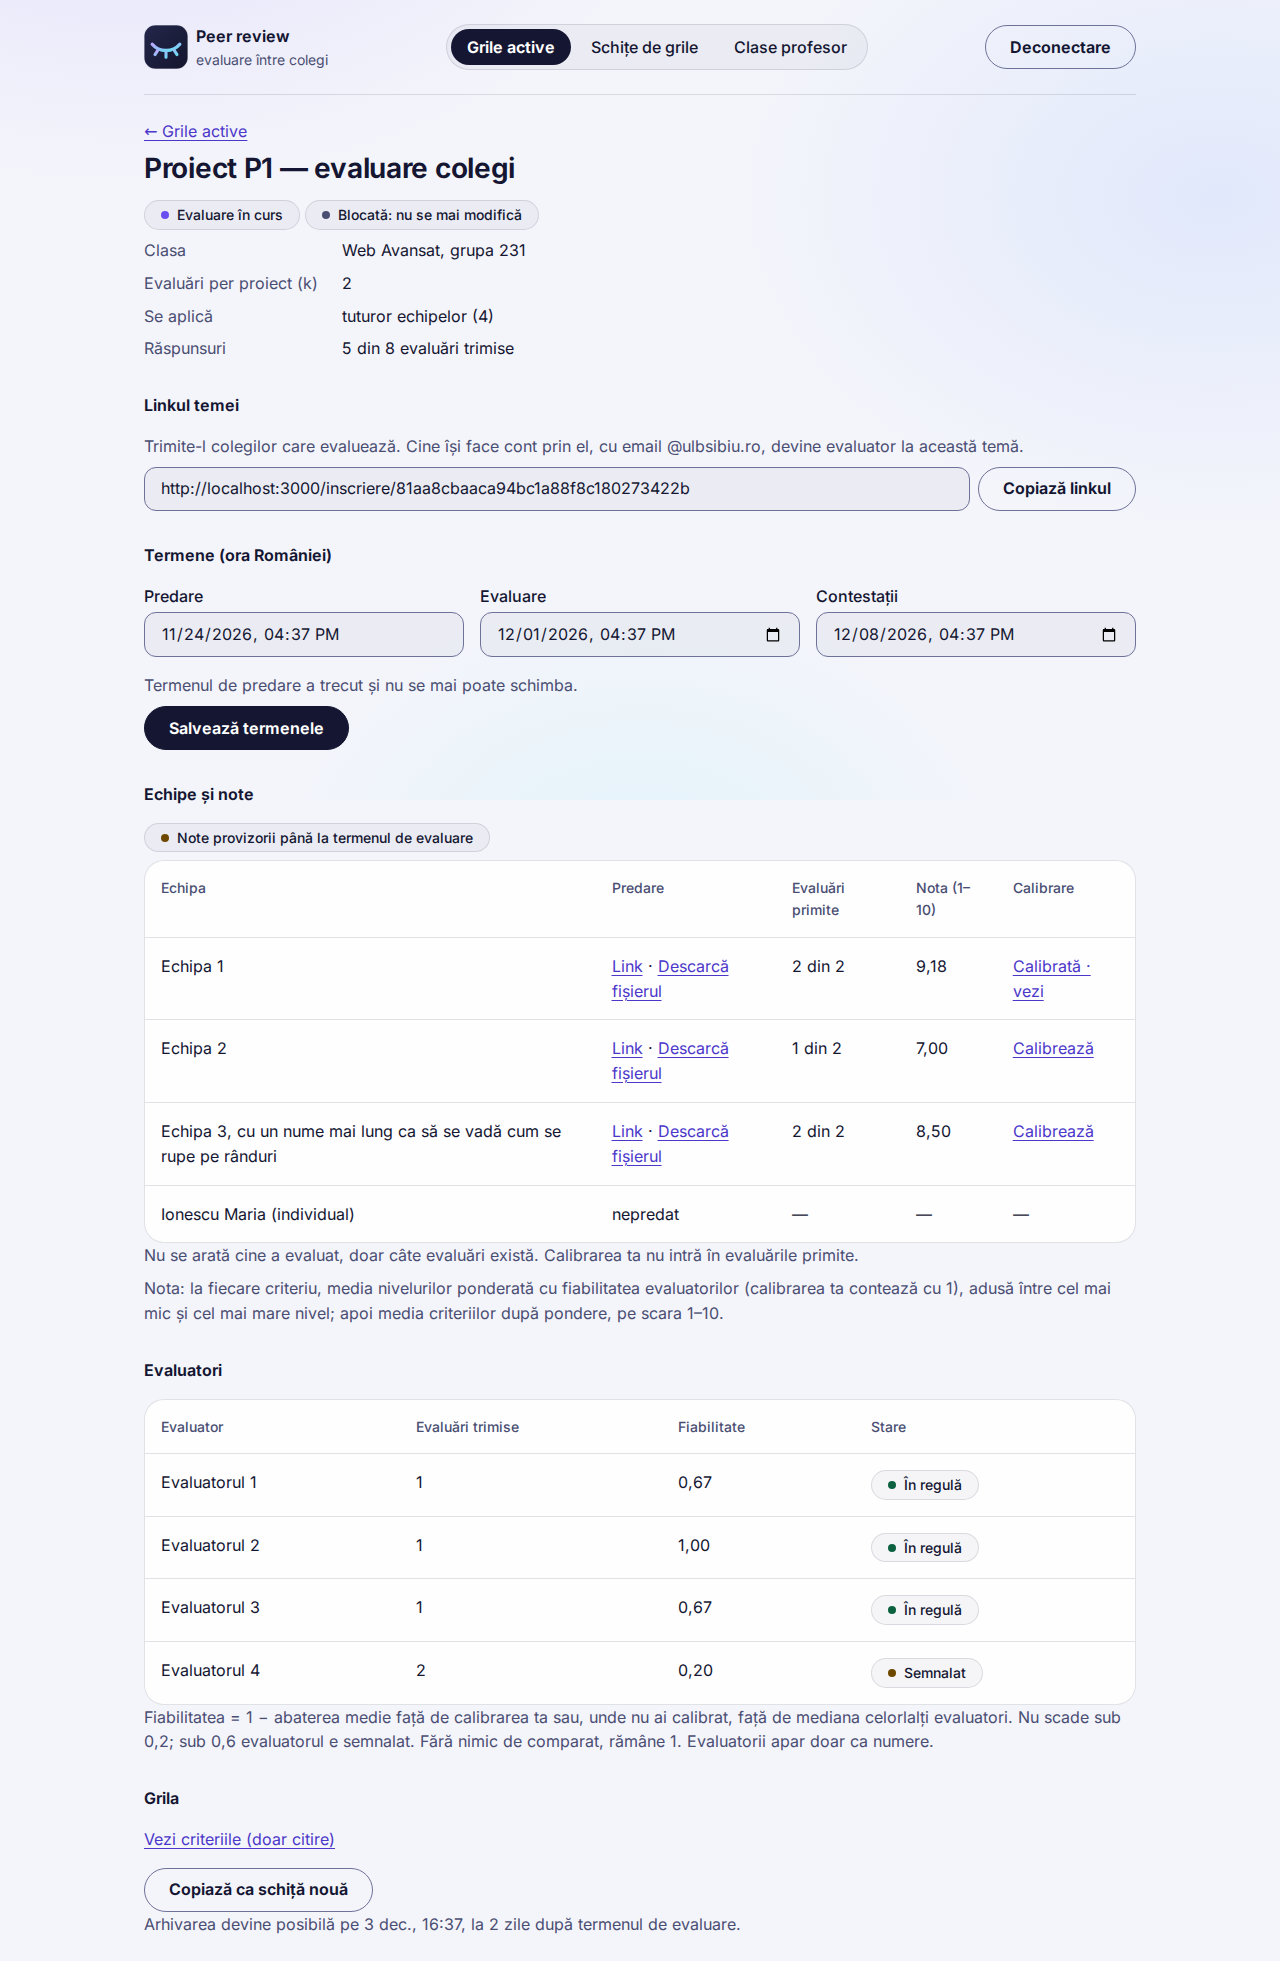 Peer review
evaluare între colegi
Grile active
Schițe de grile
Clase profesor
Deconectare
← Grile active
Proiect P1 — evaluare colegi
Evaluare în curs
Blocată: nu se mai modifică
Clasa
Web Avansat, grupa 231
Evaluări per proiect (k)
2
Se aplică
tuturor echipelor (4)
Răspunsuri
5 din 8 evaluări trimise
Linkul temei
Trimite-l colegilor care evaluează. Cine își face cont prin el, cu email @ulbsibiu.ro, devine evaluator la această temă.
http://localhost:3000/inscriere/81aa8cbaaca94bc1a88f8c180273422b
Copiază linkul
Termene (ora României)
Predare
Evaluare
Contestații
11/24/2026, 04:37 PM
12/01/2026, 04:37 PM
12/08/2026, 04:37 PM
Termenul de predare a trecut și nu se mai poate schimba.
Salvează termenele
Echipe și note
Note provizorii până la termenul de evaluare
Echipa
Predare
Evaluări
primite
Nota (1–
10)
Calibrare
Echipa 1
Link · Descarcă
fișierul
2 din 2
9,18
Calibrată ·
vezi
Echipa 2
Link · Descarcă
fișierul
1 din 2
7,00
Calibrează
Echipa 3, cu un nume mai lung ca să se vadă cum se
rupe pe rânduri
Link · Descarcă
fișierul
2 din 2
8,50
Calibrează
Ionescu Maria (individual)
nepredat
—
—
—
Nu se arată cine a evaluat, doar câte evaluări există. Calibrarea ta nu intră în evaluările primite.
Nota: la fiecare criteriu, media nivelurilor ponderată cu fiabilitatea evaluatorilor (calibrarea ta contează cu 1), adusă între cel mai
mic și cel mai mare nivel; apoi media criteriilor după pondere, pe scara 1–10.
Evaluatori
Evaluator
Evaluări trimise
Fiabilitate
Stare
Evaluatorul 1
1
0,67
În regulă
Evaluatorul 2
1
1,00
În regulă
Evaluatorul 3
1
0,67
În regulă
Evaluatorul 4
2
0,20
Semnalat
Fiabilitatea = 1 − abaterea medie față de calibrarea ta sau, unde nu ai calibrat, față de mediana celorlalți evaluatori. Nu scade sub
0,2; sub 0,6 evaluatorul e semnalat. Fără nimic de comparat, rămâne 1. Evaluatorii apar doar ca numere.
Grila
Vezi criteriile (doar citire)
Copiază ca schiță nouă
Arhivarea devine posibilă pe 3 dec., 16:37, la 2 zile după termenul de evaluare.